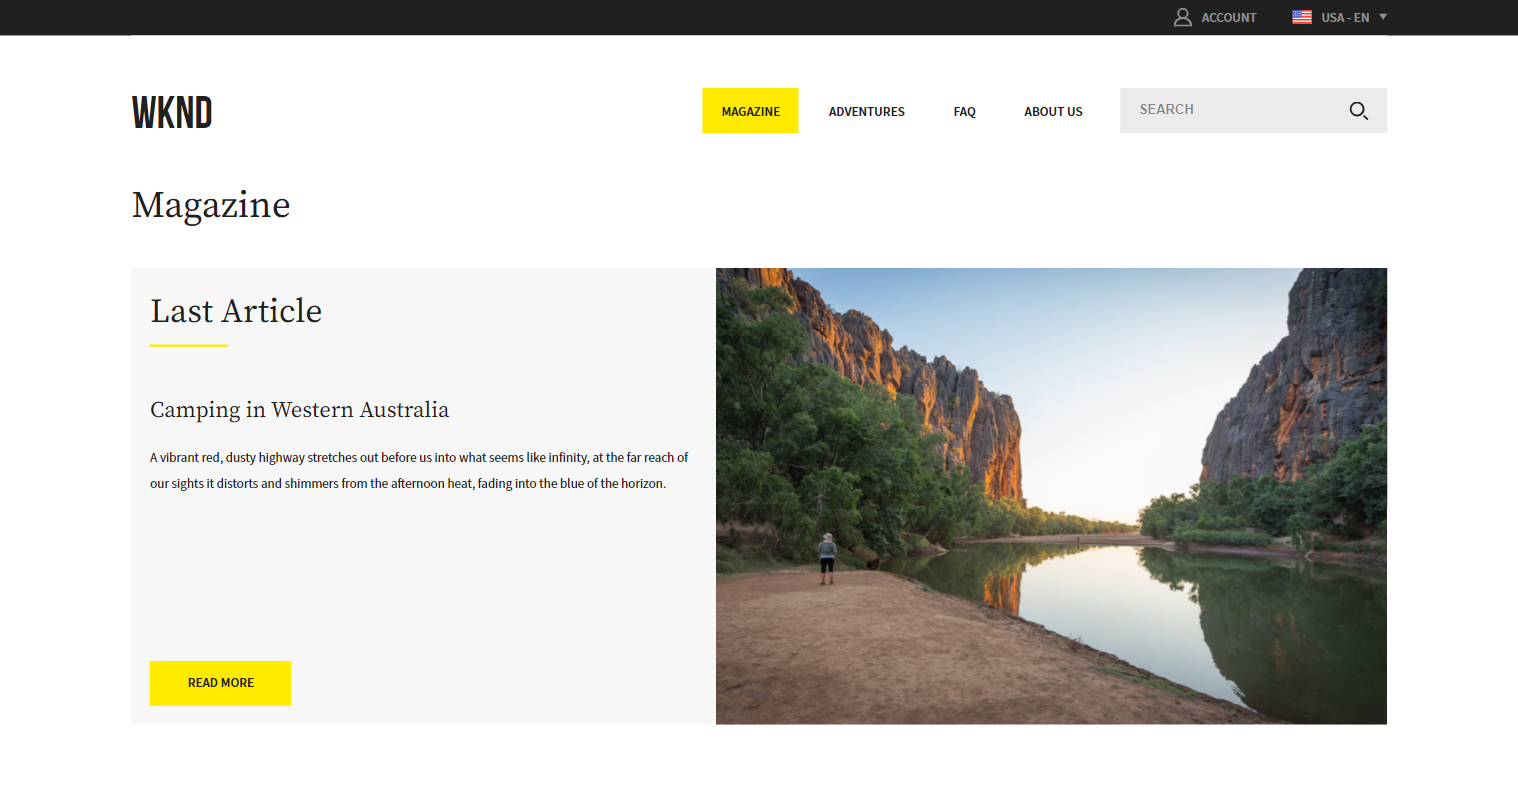 ACCOUNT
USA - EN
WKND
MAGAZINE
ADVENTURES
FAQ
ABOUT US
SEARCH
Magazine
Last Article
Camping in Western Australia
A vibrant red, dusty highway stretches out before us into what seems like infinity, at the far reach of
our sights it distorts and shimmers from the afternoon heat, fading into the blue of the horizon.
READ MORE